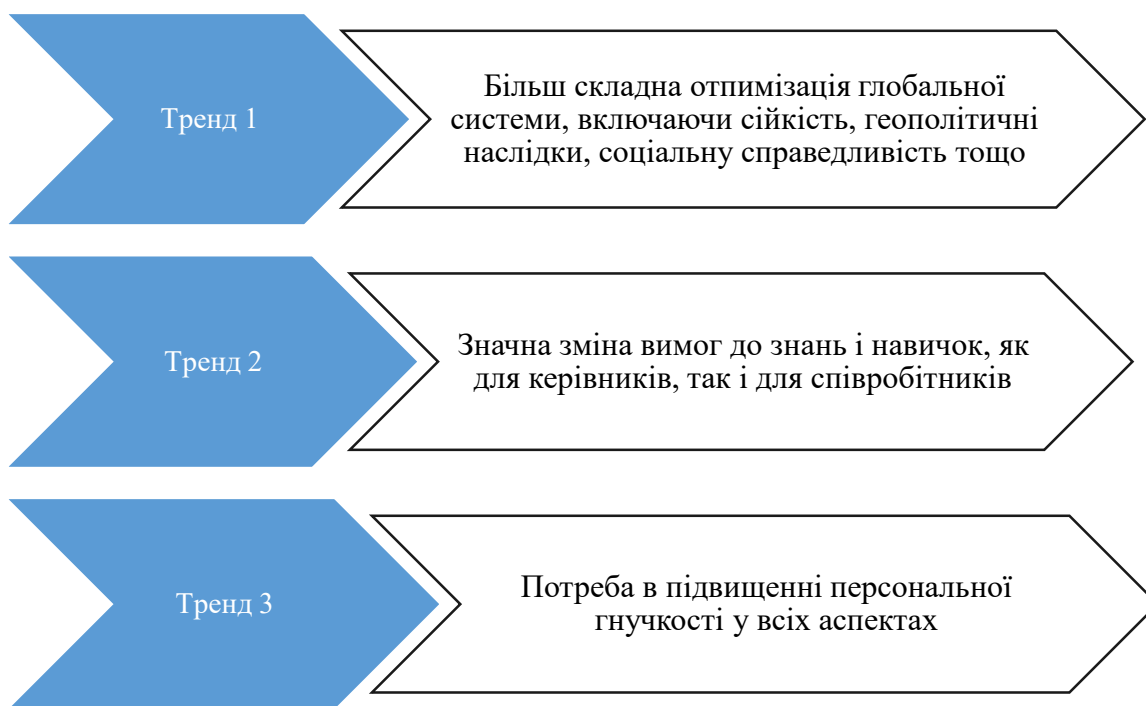 Тренд 1
Більш складна отпимізація глобальної
системи, включаючи сійкість, геополітичні
наслідки, соціальну справедливість тощо
Тренд 2
Значна зміна вимог до знань і навичок, як
для керівників, так і для співробітників
Тренд 3
Потреба в підвищенні персональної
гнучкості у всіх аспектах